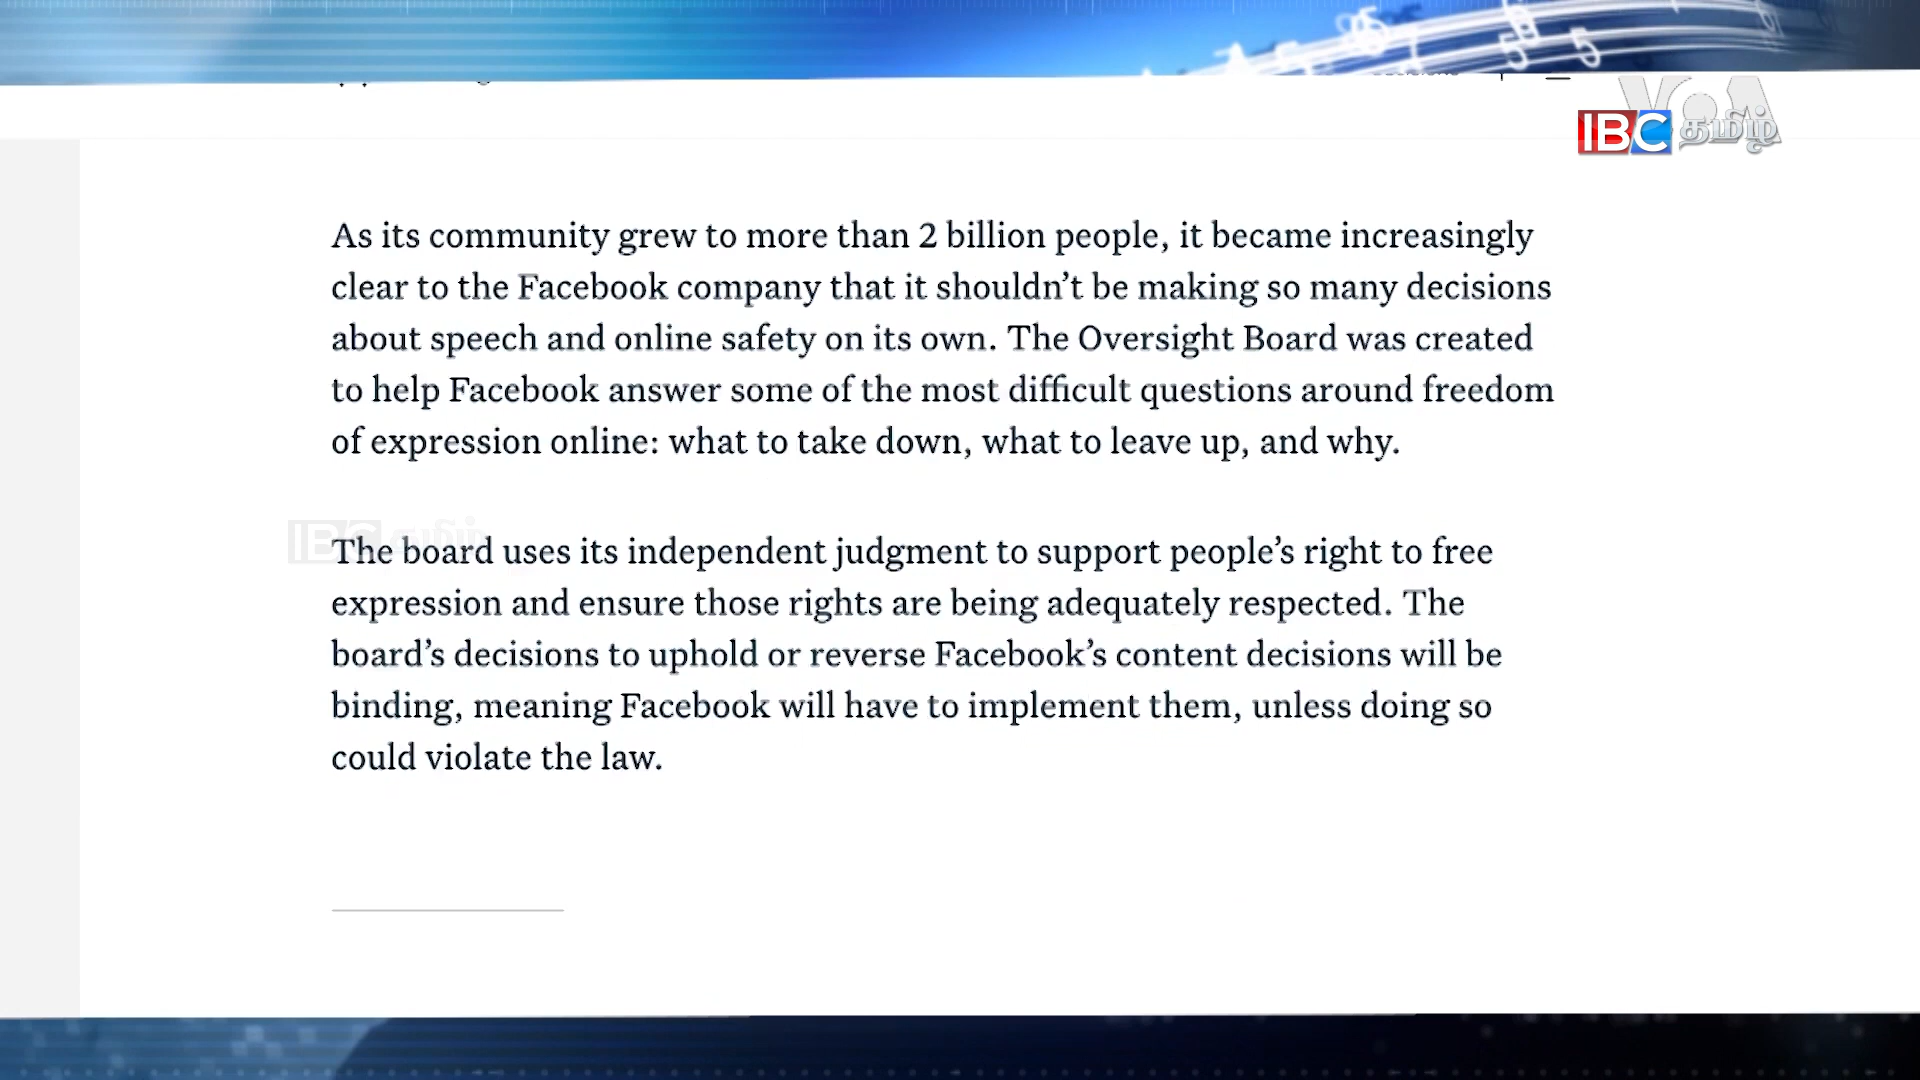 VOA
IBC தமிழ்
As its community grew to more than 2 billion people, it became increasingly
clear to the Facebook company that it shouldn’t be making so many decisions
about speech and online safety on its own. The Oversight Board was created
to help Facebook answer some of the most difficult questions around freedom
of expression online: what to take down, what to leave up, and why.
IBC தமிழ்
The board uses its independent judgment to support people’s right to free
expression and ensure those rights are being adequately respected. The
board’s decisions to uphold or reverse Facebook’s content decisions will be
binding, meaning Facebook will have to implement them, unless doing so
could violate the law.